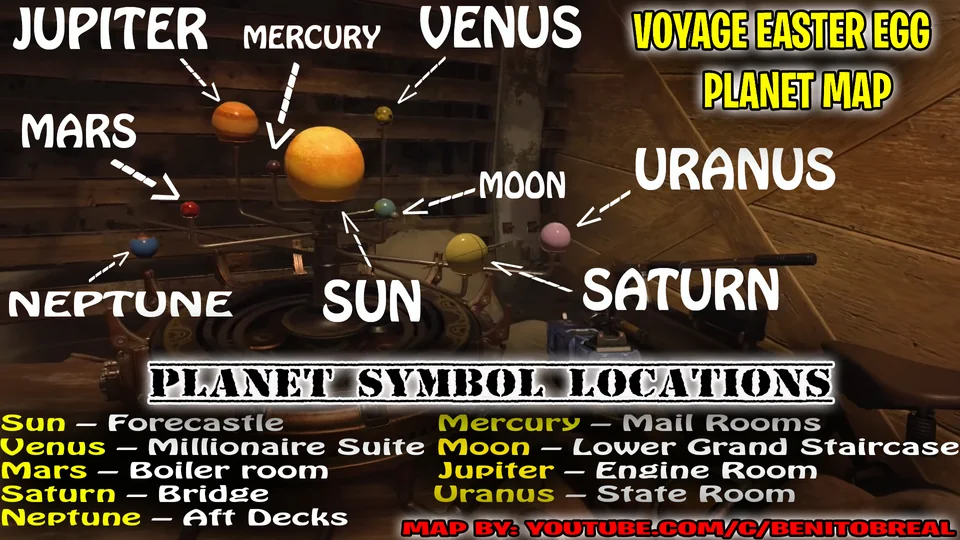 JUPITER
MERCURY
VENUS
VOYAGE EASTER EGG
PLANET MAP
MARS
MOON
URANUS
NEPTUNE
SUN
SATURN
PLANET SYMBOL LOCATIONS
Sun – Forecastle
Mercury – Mail Rooms
Venus – Millionaire Suite
Moon – Lower Grand Staircase
Mars – Boiler room
Jupiter – Engine Room
Saturn – Bridge
Uranus – State Room
Neptune – Aft Decks
MAP BY: YOUTUBE.COM/C/BENITOBREAL